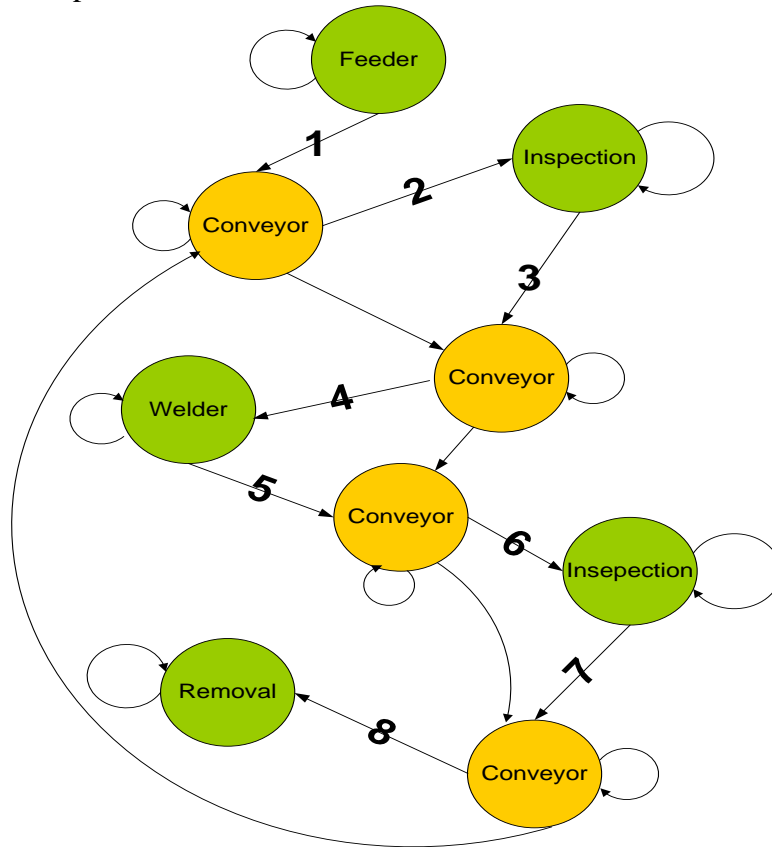 Feeder
1
Inspection
2
Conveyor
3
Conveyor
4
Welder
5
Conveyor
6
Insepection
7
Removal
8
Conveyor